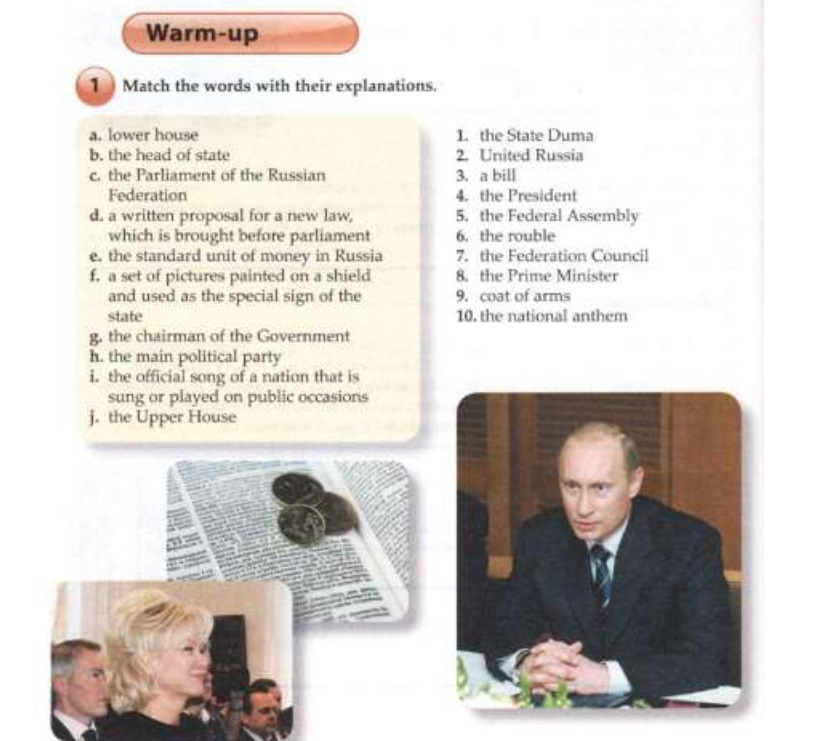 Warm-up
1 Match the words with their explanations.
a. lower house
b. the head of state
c. the Parliament of the Russian
Federation
d. a written proposal for a new law,
which is brought before parliament
e. the standard unit of money in Russia
f. a set of pictures painted on a shield
and used as the special sign of the
state
g. the chairman of the Government
h. the main political party
i. the official song of a nation that is
sung or played on public occasions
j. the Upper House
1. the State Duma
2. United Russia
3. a bill
4. the President
5. the Federal Assembly
6. the rouble
7. the Federation Council
8. the Prime Minister
9. coat of arms
10. the national anthem